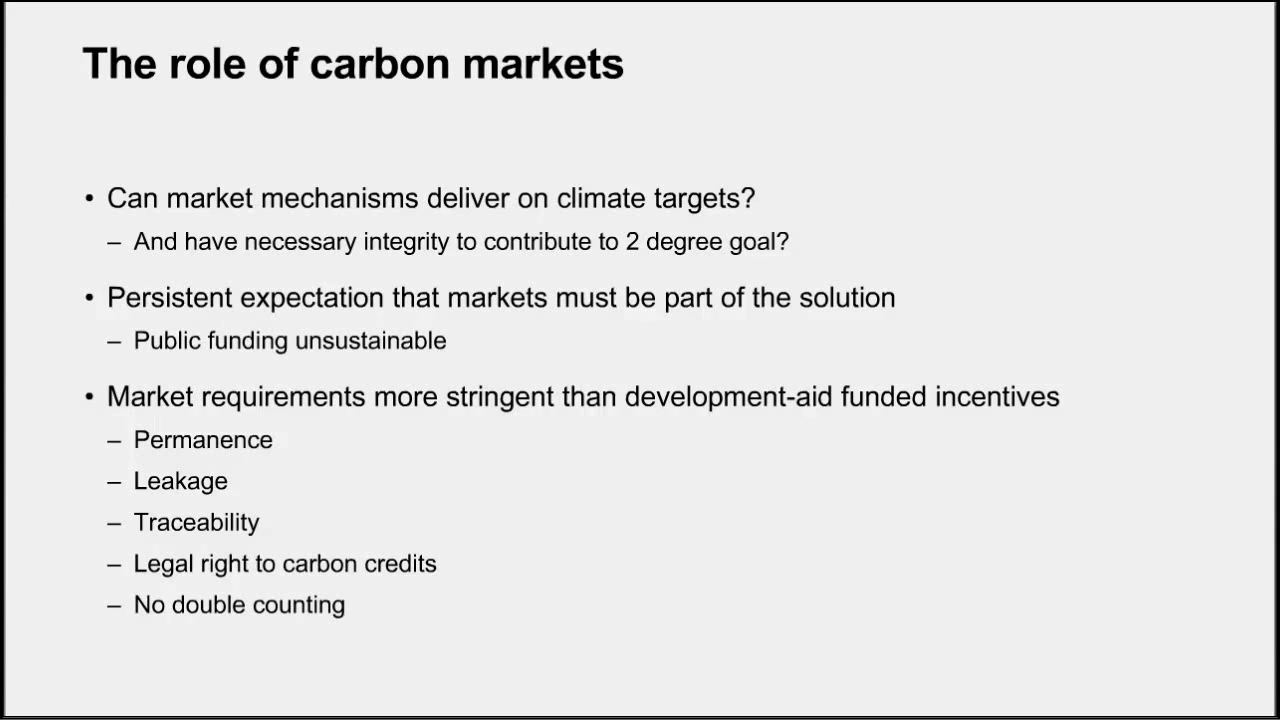 The role of carbon markets
• Can market mechanisms deliver on climate targets?
– And have necessary integrity to contribute to 2 degree goal?
• Persistent expectation that markets must be part of the solution
– Public funding unsustainable
• Market requirements more stringent than development-aid funded incentives
– Permanence
– Leakage
– Traceability
– Legal right to carbon credits
– No double counting